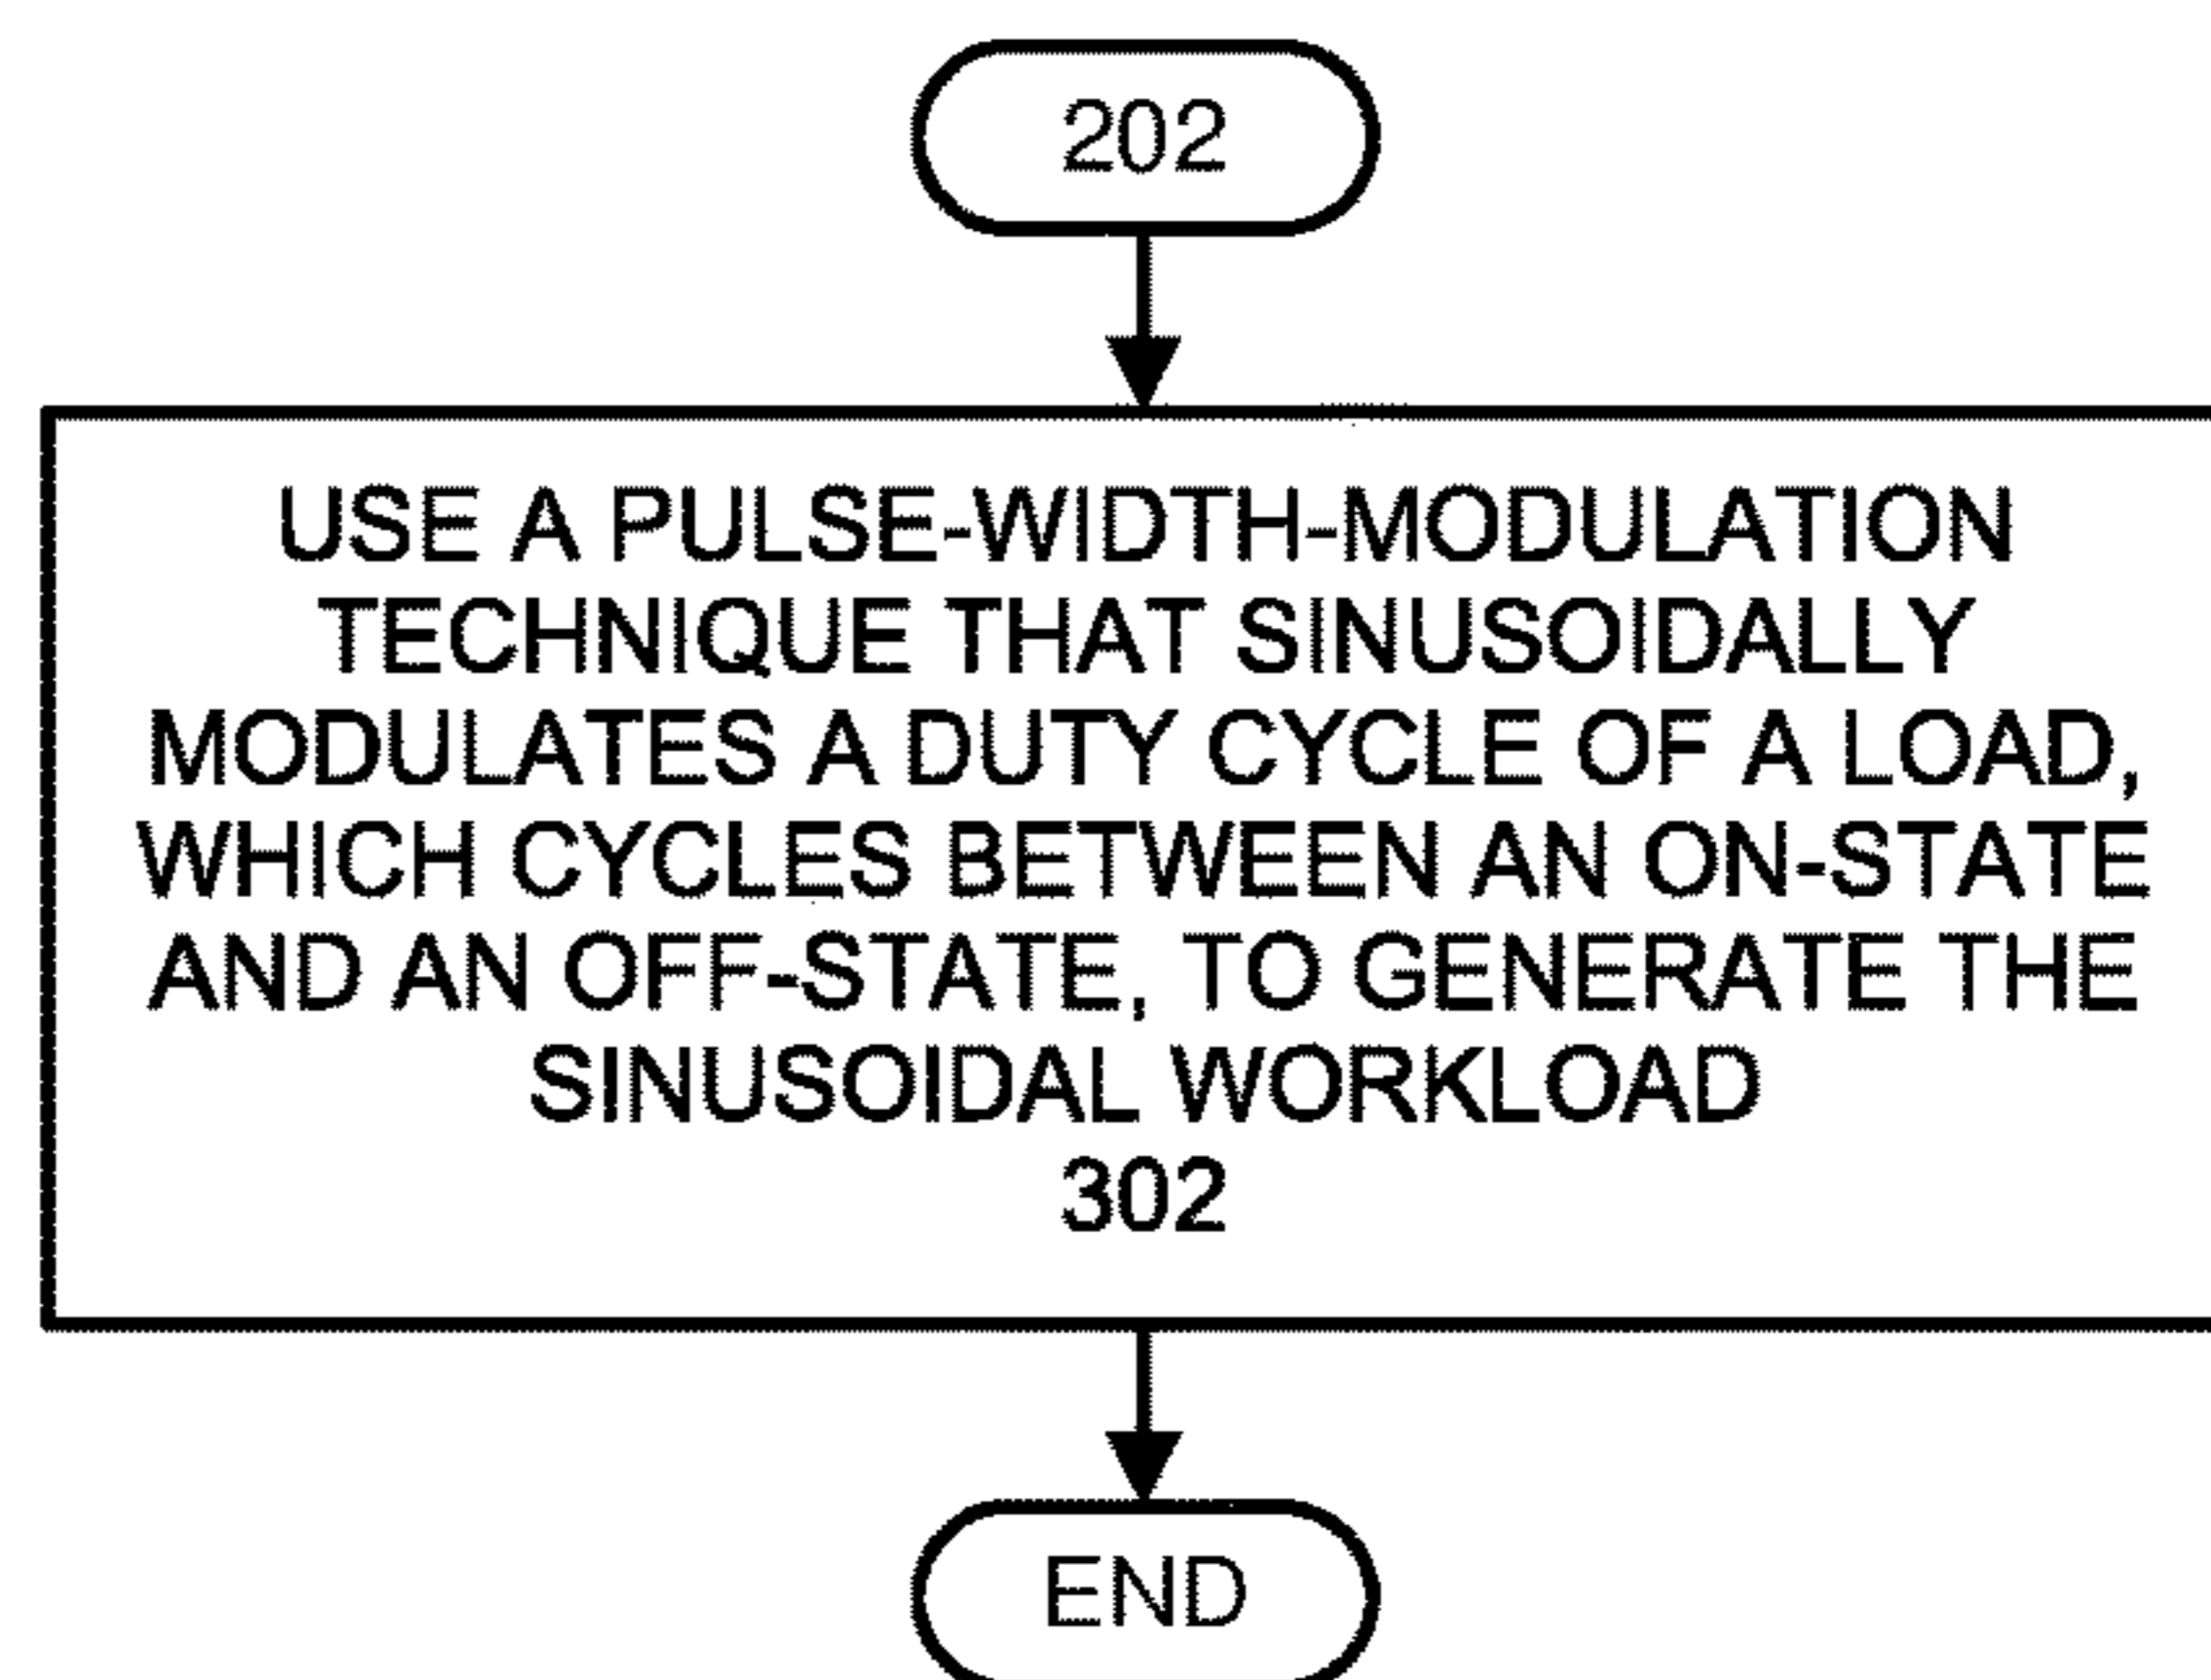 202
USE A PULSE-WIDTH-MODULATION
TECHNIQUE THAT SINUSOIDALLY
MODULATES A DUTY CYCLE OF A LOAD,
WHICH CYCLES BETWEEN AN ON-STATE
AND AN OFF-STATE, TO GENERATE THE
SINUSOIDAL WORKLOAD
302
END